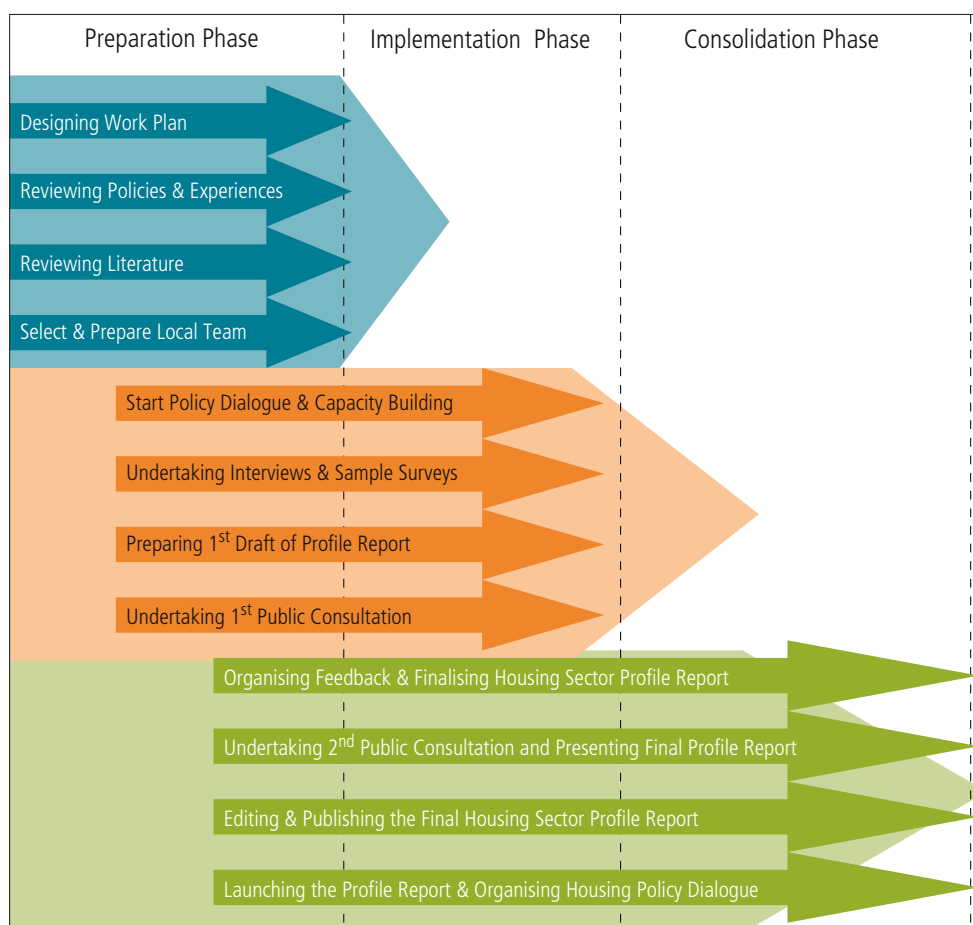 Preparation Phase
Implementation Phase
Consolidation Phase
Designing Work Plan
Reviewing Policies & Experiences
Reviewing Literature
Select & Prepare Local Team
Start Policy Dialogue & Capacity Building
Undertaking Interviews & Sample Surveys
Preparing 1st Draft of Profile Report
Undertaking 1st Public Consultation
Organising Feedback & Finalising Housing Sector Profile Report
Undertaking 2nd Public Consultation and Presenting Final Profile Report
Editing & Publishing the Final Housing Sector Profile Report
Launching the Profile Report & Organising Housing Policy Dialogue